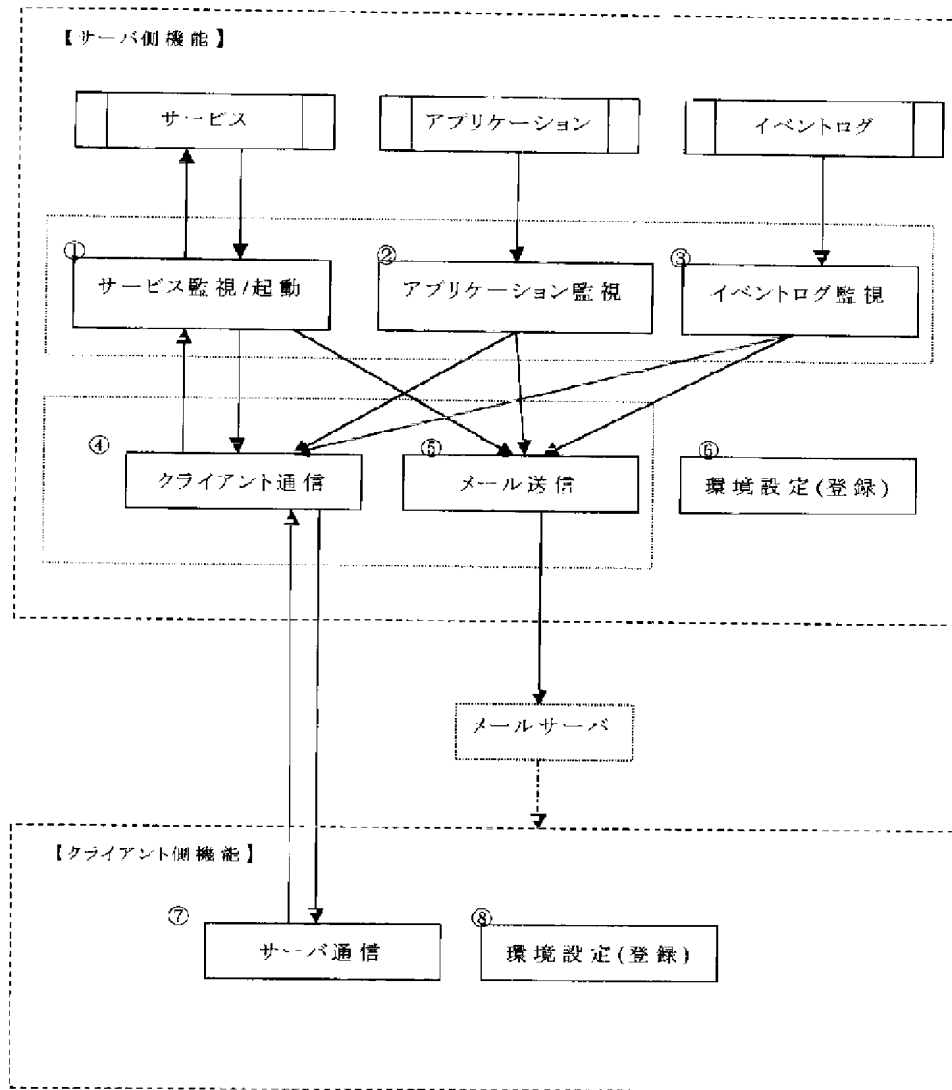 【サーバ側機能】
サービス
アプリケーション
イベントログ
①
サービス監視/起動
②
アプリケーション監視
③
イベントログ監視
④
クライアント通信
⑤
メール送信
⑥
環境設定(登録)
メールサーバ
【クライアント側機能】
⑦
サーバ通信
⑧
環境設定(登録)